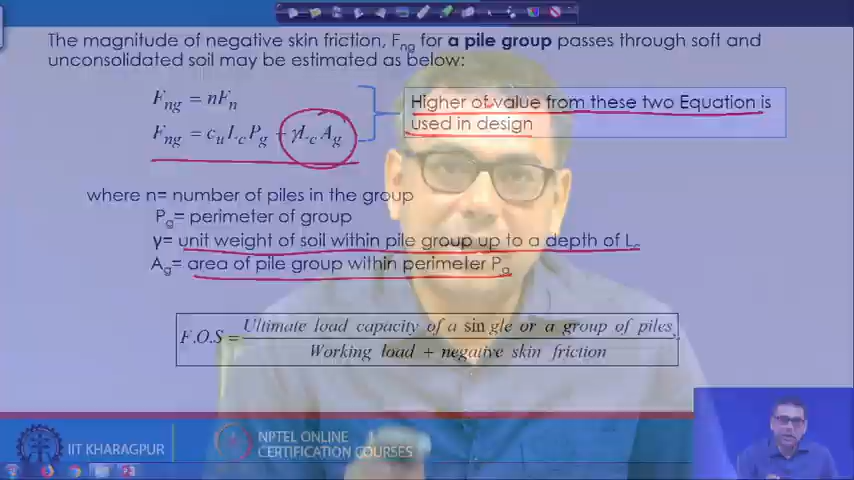 The magnitude of negative skin friction, Fng for a pile group passes through soft and
unconsolidated soil may be estimated as below:
Fng = nFn
Fng = cu Lc Pg + γLc Ag
Higher of value from these two Equation is
used in design
where n= number of piles in the group
Pg= perimeter of group
γ= unit weight of soil within pile group up to a depth of Lc
Ag= area of pile group within perimeter Pg
F.O.S = Ultimate load capacity of a sin gle or a group of piles
Working load + negative skin friction
IIT KHARAGPUR
NPTEL ONLINE
CERTIFICATION COURSES